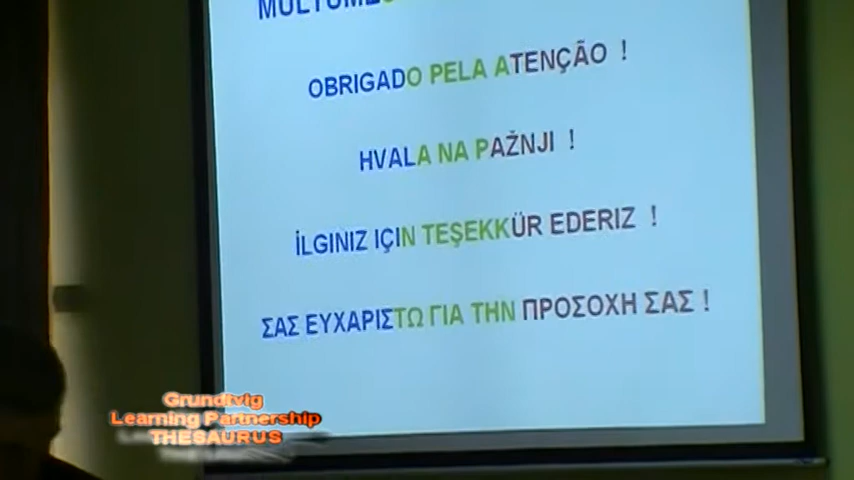 OBRIGADO PELA ATENÇÃO !
HVALA NA PAŽNJI !
İLGINIZ IÇIN TEŞEKKÜR EDERIZ !
ΣΑΣ ΕΥΧΑΡΙΣΤΩ ΓΙΑ ΤΗΝ ΠΡΟΣΟΧΗ ΣΑΣ !
Grundtvig
Learning Partnership
THESAURUS